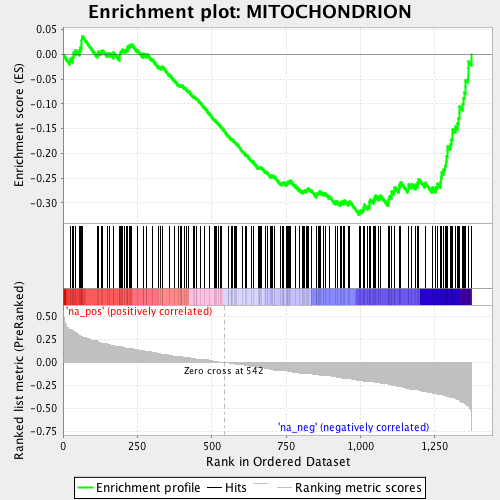 Enrichment plot: MITOCHONDRION
Enrichment score (ES)
0.05
0.00
-0.05
-0.10
-0.15
-0.20
-0.25
-0.30
'na_pos' (positively correlated)
Ranked list metric (PreRanked)
0.50
0.25
0.00
-0.25
-0.50
-0.75
Zero cross at 542
'na_neg' (negatively correlated)
0
250
500
750
1,000
1,250
Rank in Ordered Dataset
Enrichment profile
Hits
Ranking metric scores